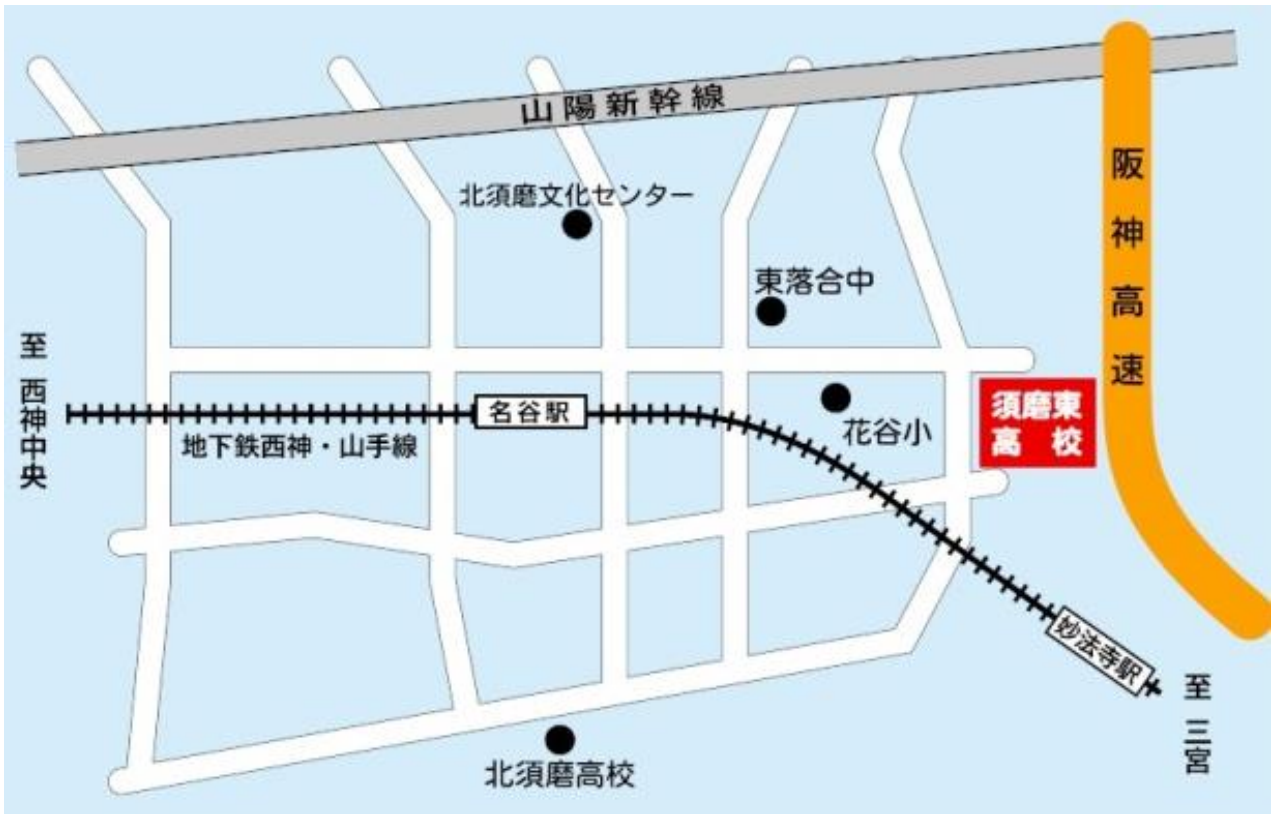 山陽新幹線
阪神高速
北須磨文化センター
東落合中
至 西神中央
名谷駅
須磨東
高校
花谷小
地下鉄西神・山手線
妙法寺駅
至 三宮
北須磨高校